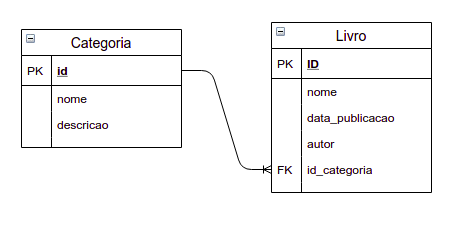 Categoria
PK id
nome
descricao
Livro
PK ID
nome
data_publicacao
autor
FK id_categoria